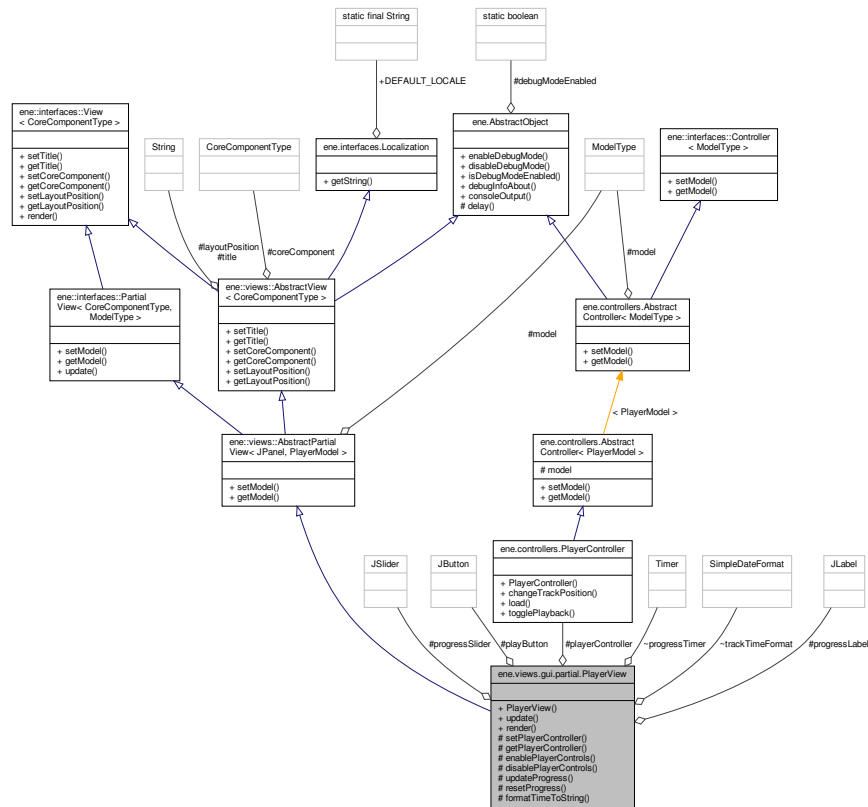 static final String
static boolean
+DEFAULT_LOCALE
#debugModeEnabled
ene::interfaces::View
< CoreComponentType >
+ setTitle()
+ getTitle()
+ setCoreComponent()
+ getCoreComponent()
+ setLayoutPosition()
+ getLayoutPosition()
+ render()
String
CoreComponentType
ene.interfaces.Localization
+ getString()
ene.AbstractObject
+ enableDebugMode()
+ disableDebugMode()
+ isDebugModeEnabled()
+ debugInfoAbout()
+ consoleOutput()
# delay()
ModelType
ene::interfaces::Controller
< ModelType >
+ setModel()
+ getModel()
#layoutPosition
#title
#coreComponent
#model
ene::interfaces::Partial
View< CoreComponentType,
ModelType >
+ setModel()
+ getModel()
+ update()
ene::views::AbstractView
< CoreComponentType >
+ setTitle()
+ getTitle()
+ setCoreComponent()
+ getCoreComponent()
+ setLayoutPosition()
+ getLayoutPosition()
#model
ene.controllers.Abstract
Controller< ModelType >
+ setModel()
+ getModel()
< PlayerModel >
ene::views::AbstractPartial
View< JPanel, PlayerModel >
+ setModel()
+ getModel()
ene.controllers.Abstract
Controller< PlayerModel >
# model
+ setModel()
+ getModel()
JSlider
JButton
ene.controllers.PlayerController
+ PlayerController()
+ changeTrackPosition()
+ load()
+ togglePlayback()
Timer
SimpleDateFormat
JLabel
#progressSlider
#playButton
#playerController
~progressTimer
~trackTimeFormat
#progressLabel
ene.views.gui.partial.PlayerView
+ PlayerView()
+ update()
+ render()
# setPlayerController()
# getPlayerController()
# enablePlayerControls()
# disablePlayerControls()
# updateProgress()
# resetProgress()
# formatTimeToString()